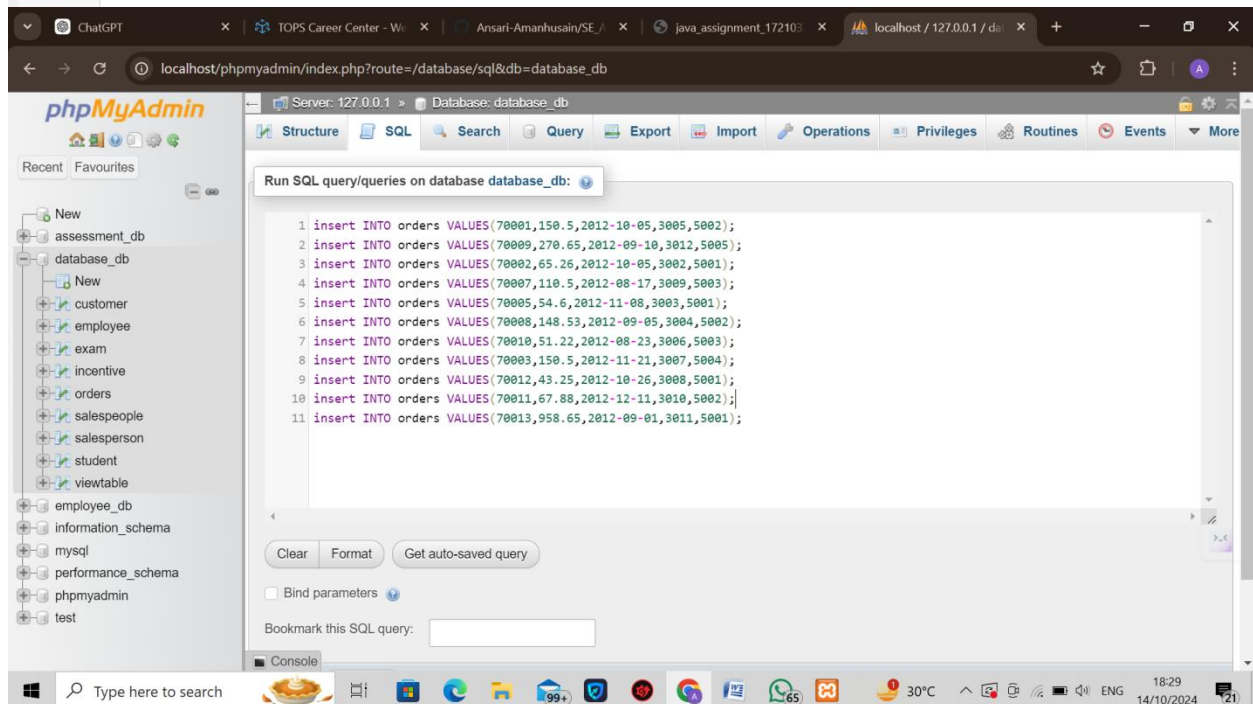 ChatGPT
TOPS Career Center - We
Ansari-Amanhusain/SE_A
java_assignment_172103
localhost / 127.0.0.1 / dat
localhost/phpmyadmin/index.php?route=/database/sql&db=database_db
A
phpMyAdmin
Recent Favourites
New
assessment_db
database_db
New
customer
employee
exam
incentive
orders
salespeople
salesperson
student
viewtable
employee_db
information_schema
mysql
performance_schema
phpmyadmin
test
Server: 127.0.0.1 » Database: database_db
Structure SQL Search Query Export Import Operations Privileges Routines Events More
Run SQL query/queries on database database_db:
1 insert INTO orders VALUES(70001,150.5,2012-10-05,3005,5002);
2 insert INTO orders VALUES(70009,270.65,2012-09-10,3012,5005);
3 insert INTO orders VALUES(70002,65.26,2012-10-05,3002,5001);
4 insert INTO orders VALUES(70007,110.5,2012-08-17,3009,5003);
5 insert INTO orders VALUES(70005,54.6,2012-11-08,3003,5001);
6 insert INTO orders VALUES(70008,148.53,2012-09-05,3004,5002);
7 insert INTO orders VALUES(70010,51.22,2012-08-23,3006,5003);
8 insert INTO orders VALUES(70003,150.5,2012-11-21,3007,5004);
9 insert INTO orders VALUES(70012,43.25,2012-10-26,3008,5001);
10 insert INTO orders VALUES(70011,67.88,2012-12-11,3010,5002);
11 insert INTO orders VALUES(70013,958.65,2012-09-01,3011,5001);
Clear Format Get auto-saved query
Bind parameters
Bookmark this SQL query:
Console
Type here to search
99+
65
30°C
ENG
18:29
14/10/2024
21